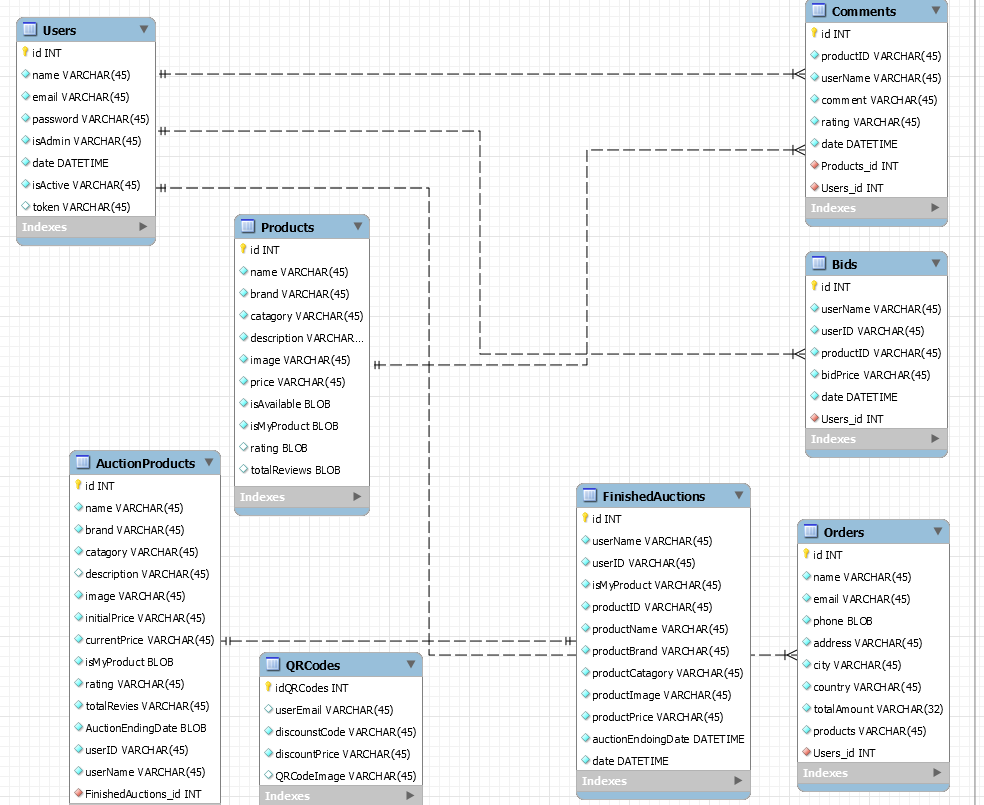 Users
id INT
name VARCHAR(45)
email VARCHAR(45)
password VARCHAR(45)
isAdmin VARCHAR(45)
date DATETIME
isActive VARCHAR(45)
token VARCHAR(45)
Indexes
Comments
id INT
productID VARCHAR(45)
userName VARCHAR(45)
comment VARCHAR(45)
rating VARCHAR(45)
date DATETIME
Products_id INT
Users_id INT
Indexes
Products
id INT
name VARCHAR(45)
brand VARCHAR(45)
catagory VARCHAR(45)
description VARCHAR...
image VARCHAR(45)
price VARCHAR(45)
isAvailable BLOB
isMyProduct BLOB
rating BLOB
totalReviews BLOB
Indexes
Bids
id INT
userName VARCHAR(45)
userID VARCHAR(45)
productID VARCHAR(45)
bidPrice VARCHAR(45)
date DATETIME
Users_id INT
Indexes
AuctionProducts
id INT
name VARCHAR(45)
brand VARCHAR(45)
catagory VARCHAR(45)
description VARCHAR(45)
image VARCHAR(45)
initialPrice VARCHAR(45)
currentPrice VARCHAR(45)
isMyProduct BLOB
rating VARCHAR(45)
totalRevies VARCHAR(45)
AuctionEndingDate BLOB
userID VARCHAR(45)
userName VARCHAR(45)
FinishedAuctions_id INT
QRCodes
idQRCodes INT
userEmail VARCHAR(45)
discounstCode VARCHAR(45)
discountPrice VARCHAR(45)
QRCodeImage VARCHAR(45)
Indexes
FinishedAuctions
id INT
userName VARCHAR(45)
userID VARCHAR(45)
isMyProduct VARCHAR(45)
productID VARCHAR(45)
productName VARCHAR(45)
productBrand VARCHAR(45)
productCatagory VARCHAR(45)
productImage VARCHAR(45)
productPrice VARCHAR(45)
auctionEndoingDate DATETIME
date DATETIME
Indexes
Orders
id INT
name VARCHAR(45)
email VARCHAR(45)
phone BLOB
address VARCHAR(45)
city VARCHAR(45)
country VARCHAR(45)
totalAmount VARCHAR(32)
products VARCHAR(45)
Users_id INT
Indexes